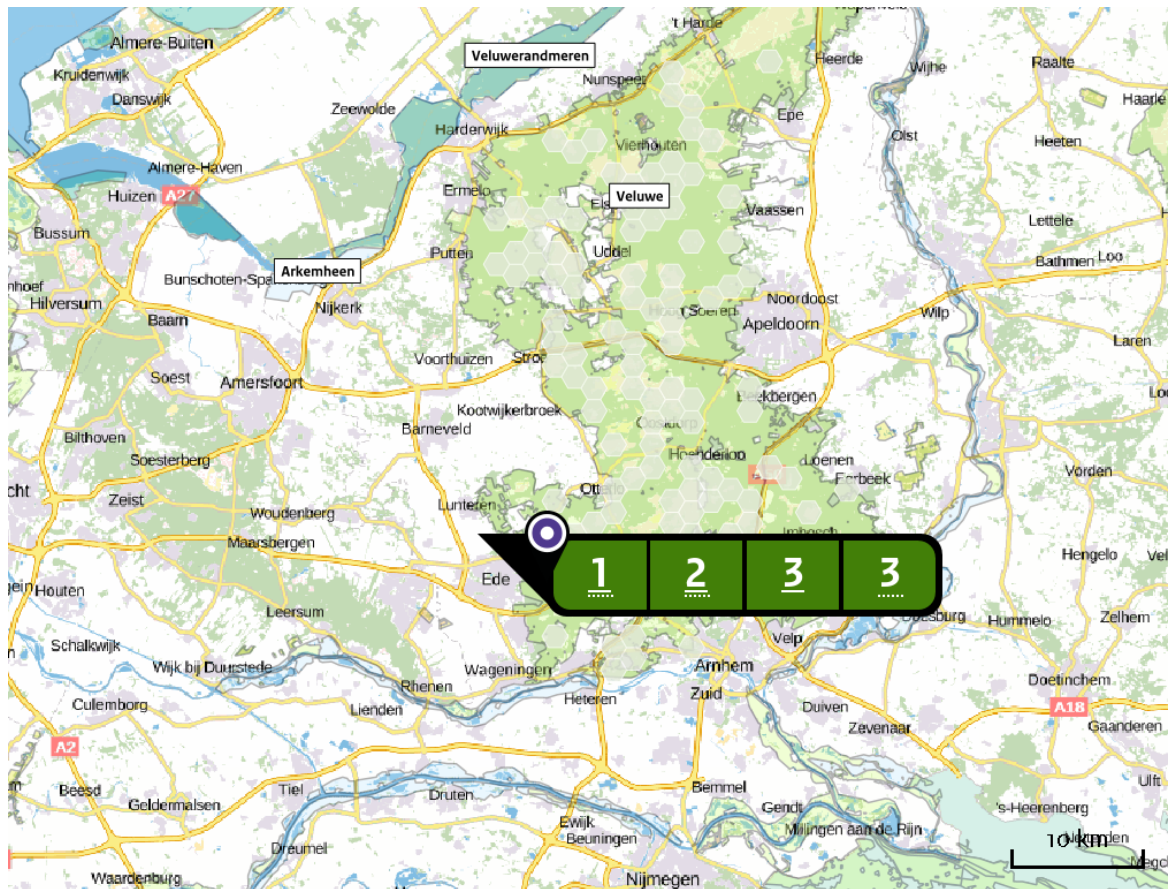 't Harde
Almere-Buiten
Veluwerandmeren
Heerde
Raalte
Kruidenwijk
Nunspeet
Wijhe
Danswijk
Zeewolde
Epe
Haarle
Harderwijk
Olst
Heeten
Vierhouten
Almere-Haven
Huizen
A27
Ermelo
Veluwe
Vaassen
Lettele
Bussum
Putten
Uddel
Bathmen
Loo
Arkemheen
Hilversum
Nijkerk
Noordoost
Baarn
Soeren
Apeldoorn
Wilp
Laren
Voorthuizen
Soest
Amersfoort
Kootwijkerbroek
Beekbergen
Bilthoven
Barneveld
Soesterberg
Hoenderloo
Loenen
Vorden
Zeist
Lunteren
Eerbeek
Woudenberg
Maarsbergen
Hengelo
Ede
1 2 3 3
Houten
Leersum
Hummelo
Zelhem
Schalkwijk
Velp
Wijk bij Duurstede
Wageningen
Arnhem
Rhenen
Heteren
Zuid
Doetinchem
Culemborg
Lienden
Duiven
A18
Zevenaar
Gaanderen
A2
Beesd
Tiel
Druten
Bemmel
Ulft
Geldermalsen
Gendt
's-Heerenberg
Ewijk
Beuningen
Millingen aan de Rijn
Dreumel
10 km
Waardenburg
Nijmegen